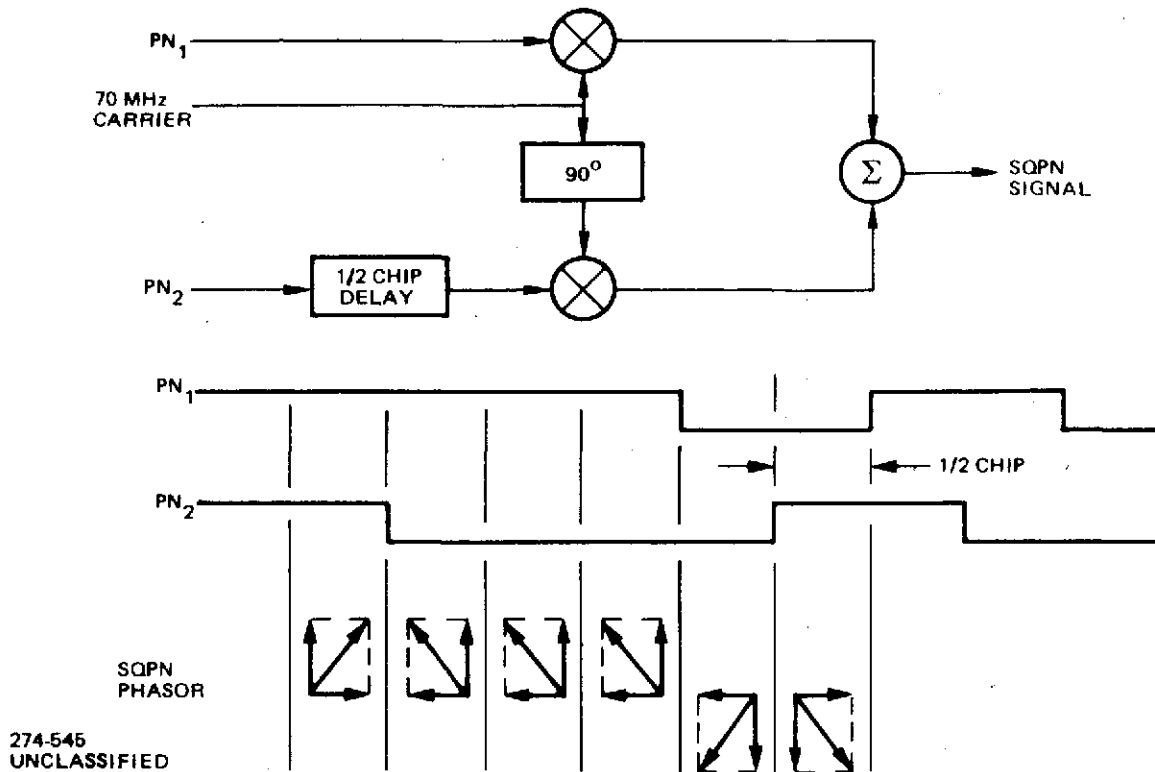 PN1
70 MHz
CARRIER
90°
Σ
SQPN
SIGNAL
PN2
1/2 CHIP
DELAY
PN1
1/2 CHIP
PN2
SQPN
PHASOR
274-545
UNCLASSIFIED